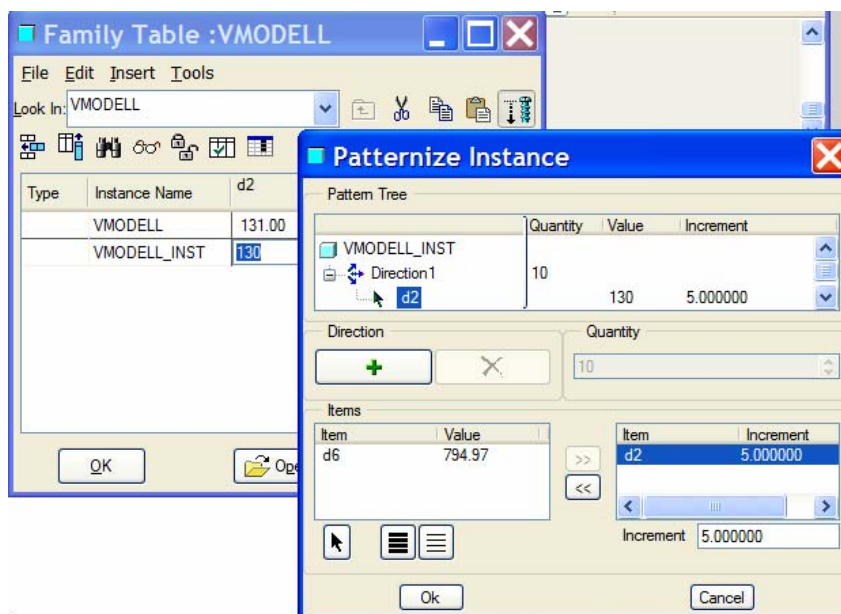 Family Table :VMODELL
File Edit Insert Tools
Look In: VMODELL
Type Instance Name d2
VMODELL 131.00
VMODELL_INST 130
OK
Patternize Instance
Pattern Tree
Quantity Value Increment
VMODELL_INST
Direction1 10
d2 130 5.000000
Direction
Quantity
10
Items
Item Value
d6 794.97
>>
<<
Item Increment
d2 5.000000
Increment 5.000000
Ok Cancel